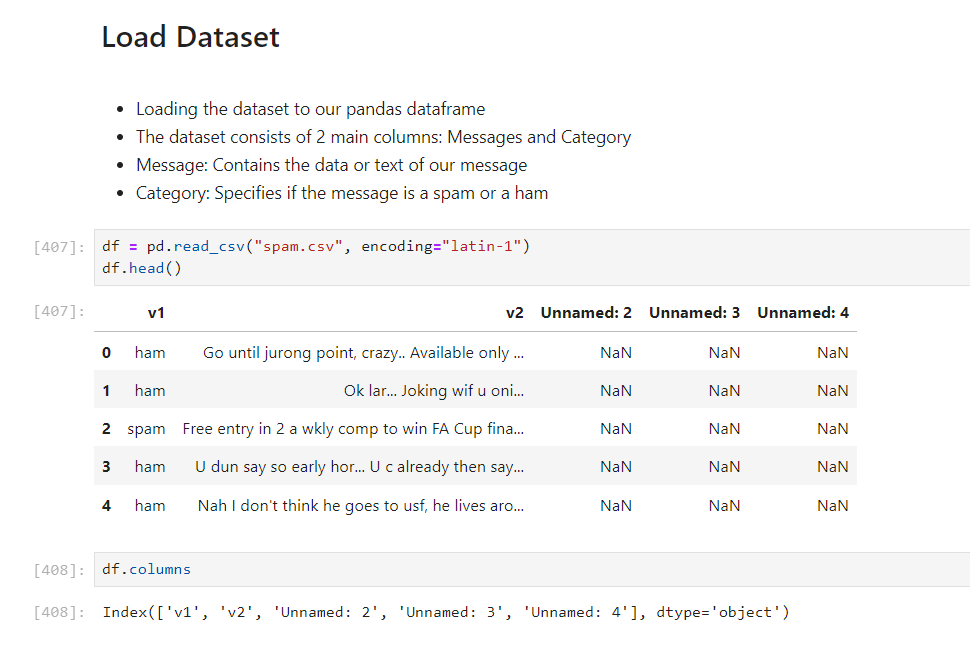 Load Dataset
Loading the dataset to our pandas dataframe
The dataset consists of 2 main columns: Messages and Category
Message: Contains the data or text of our message
Category: Specifies if the message is a spam or a ham
[407]: df = pd.read_csv("spam.csv", encoding="latin-1")
df.head()
[407]: v1 v2 Unnamed: 2 Unnamed: 3 Unnamed: 4
0 ham Go until jurong point, crazy.. Available only ... NaN NaN NaN
1 ham Ok lar... Joking wif u oni... NaN NaN NaN
2 spam Free entry in 2 a wkly comp to win FA Cup fina... NaN NaN NaN
3 ham U dun say so early hor... U c already then say... NaN NaN NaN
4 ham Nah I don't think he goes to usf, he lives aro... NaN NaN NaN
[408]: df.columns
[408]: Index(['v1', 'v2', 'Unnamed: 2', 'Unnamed: 3', 'Unnamed: 4'], dtype='object')